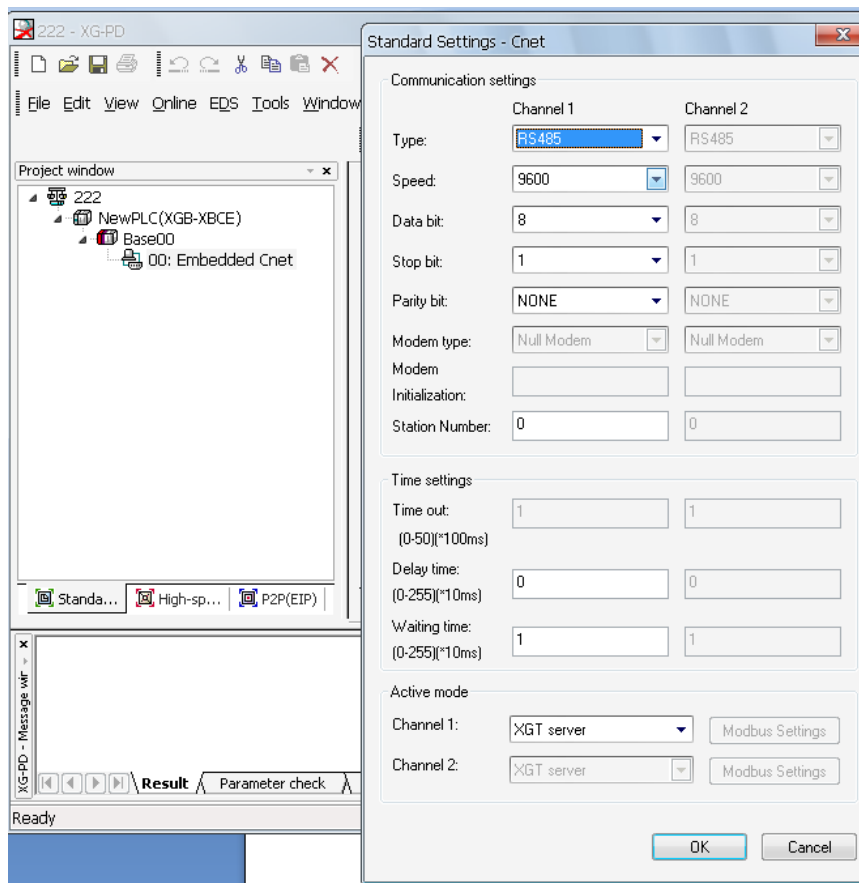 222 - XG-PD
File Edit View Online EDS Tools Window
Project window
222
NewPLC(XGB-XBCE)
Base00
00: Embedded Cnet
Standa... High-sp... P2P(EIP)
XG-PD - Message wir
Result Parameter check
Ready
Standard Settings - Cnet
Communication settings
Channel 1 Channel 2
Type: RS485 RS485
Speed: 9600 9600
Data bit: 8 8
Stop bit: 1 1
Parity bit: NONE NONE
Modem type: Null Modem Null Modem
Modem
Initialization:
Station Number: 0 0
Time settings
Time out: 1 1
(0-50)(*100ms)
Delay time: 0 0
(0-255)(*10ms)
Waiting time: 1 1
(0-255)(*10ms)
Active mode
Channel 1: XGT server Modbus Settings
Channel 2: XGT server Modbus Settings
OK Cancel